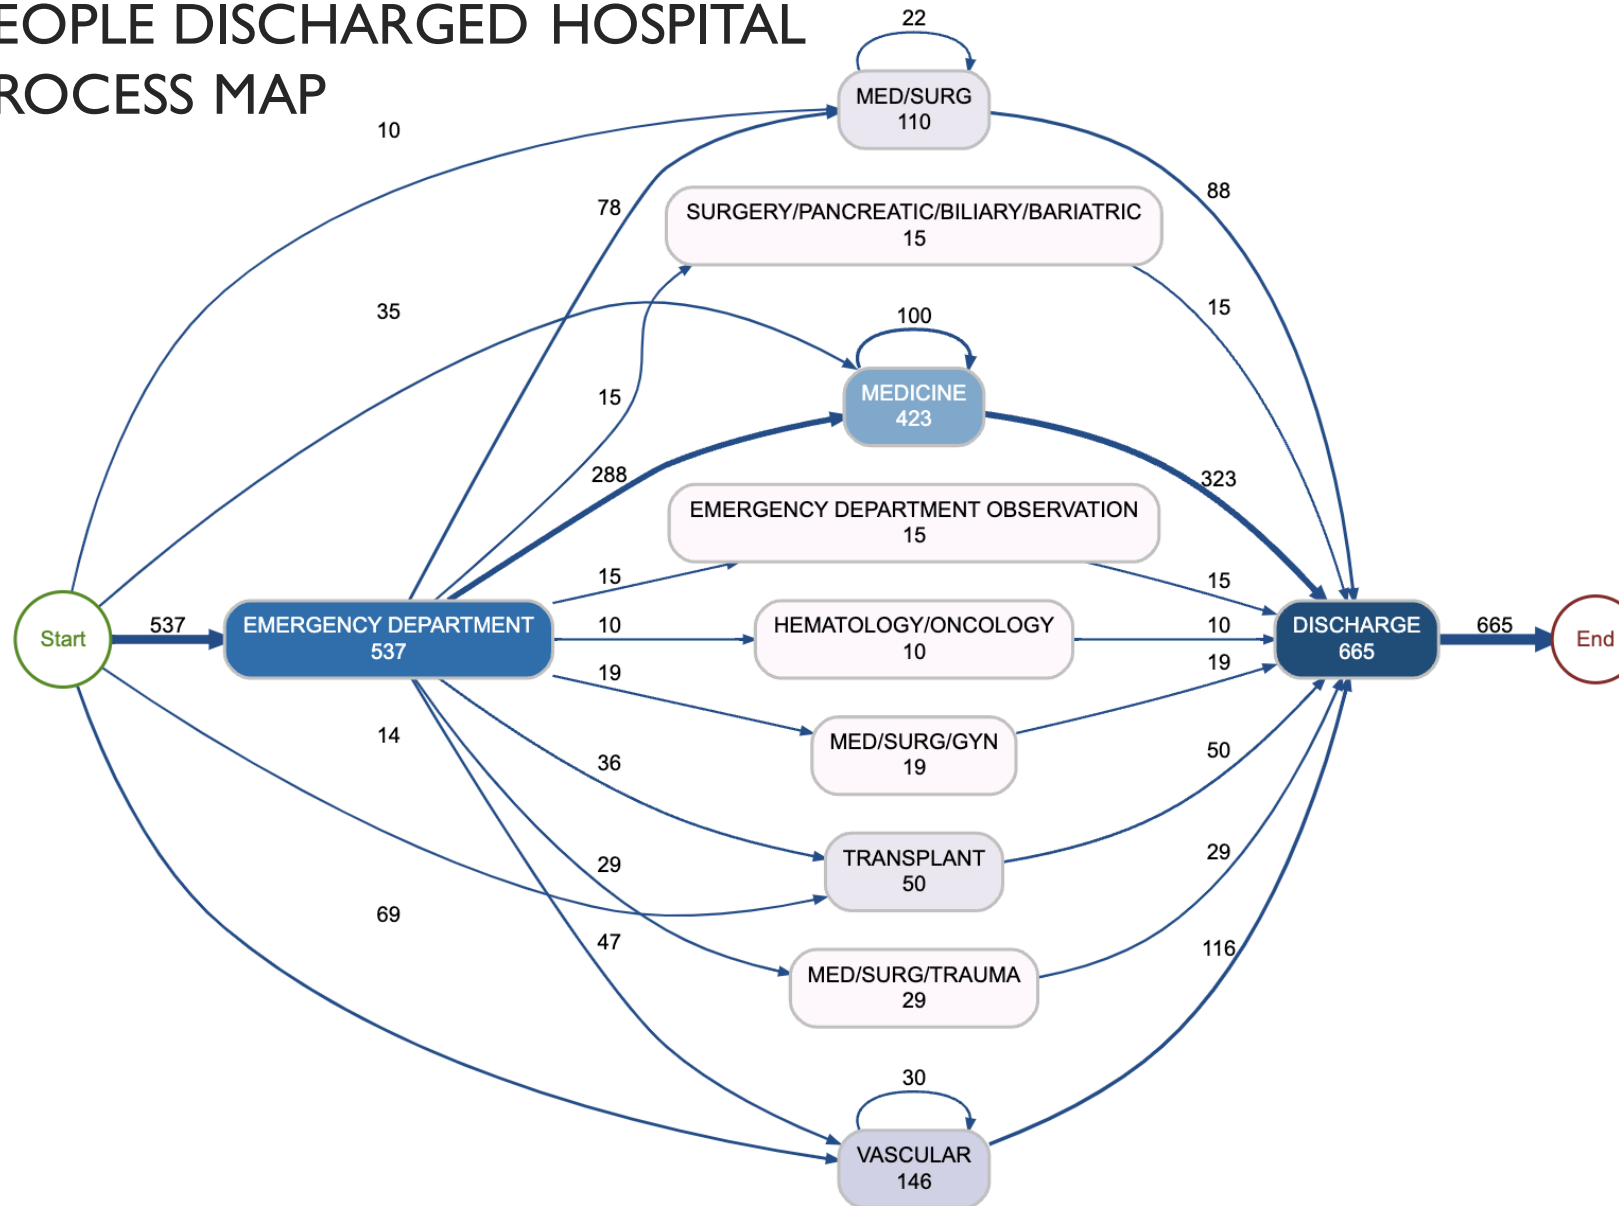 EOPLE DISCHARGED HOSPITAL
ROCESS MAP
22
MED/SURG
110
10
78
88
SURGERY/PANCREATIC/BILIARY/BARIATRIC
15
35
15
100
MEDICINE
423
15
288
323
EMERGENCY DEPARTMENT OBSERVATION
15
15
15
Start
537
EMERGENCY DEPARTMENT
537
10
HEMATOLOGY/ONCOLOGY
10
10
DISCHARGE
665
665
End
19
19
MED/SURG/GYN
19
14
36
50
TRANSPLANT
50
29
29
69
47
116
MED/SURG/TRAUMA
29
30
VASCULAR
146